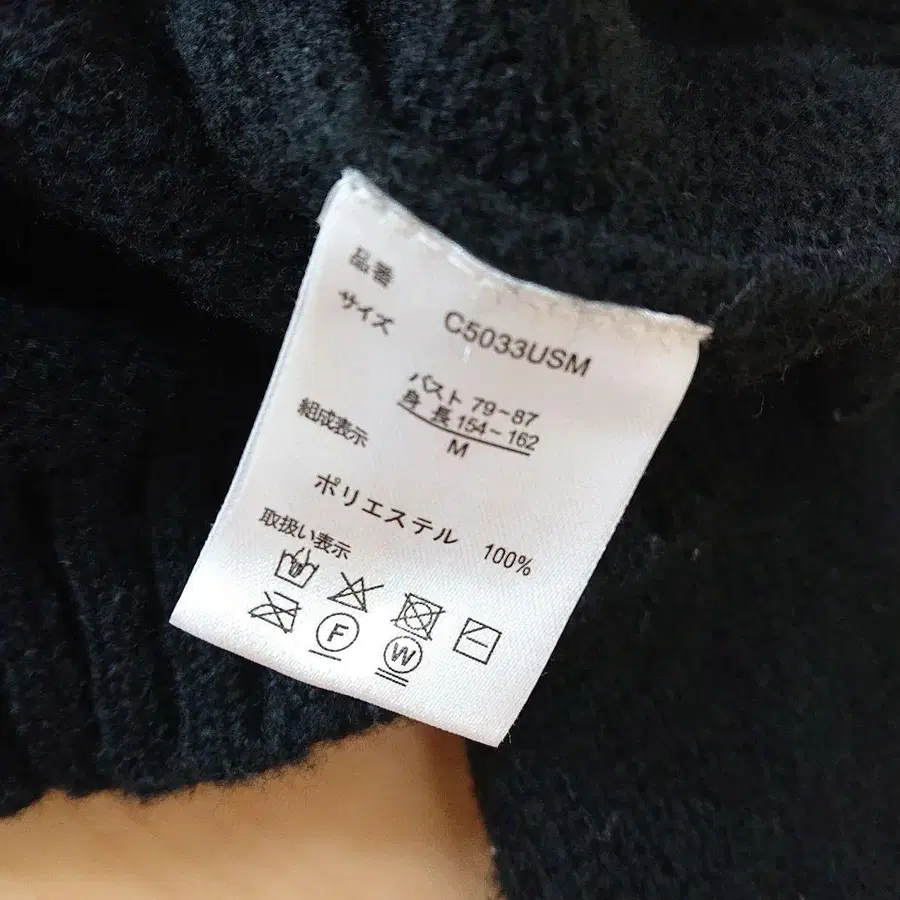 品番
C5033USM
サイズ
バスト 79-87
身長 154-162
M
組成表示
ポリエステル 100%
取扱い表示
F
W